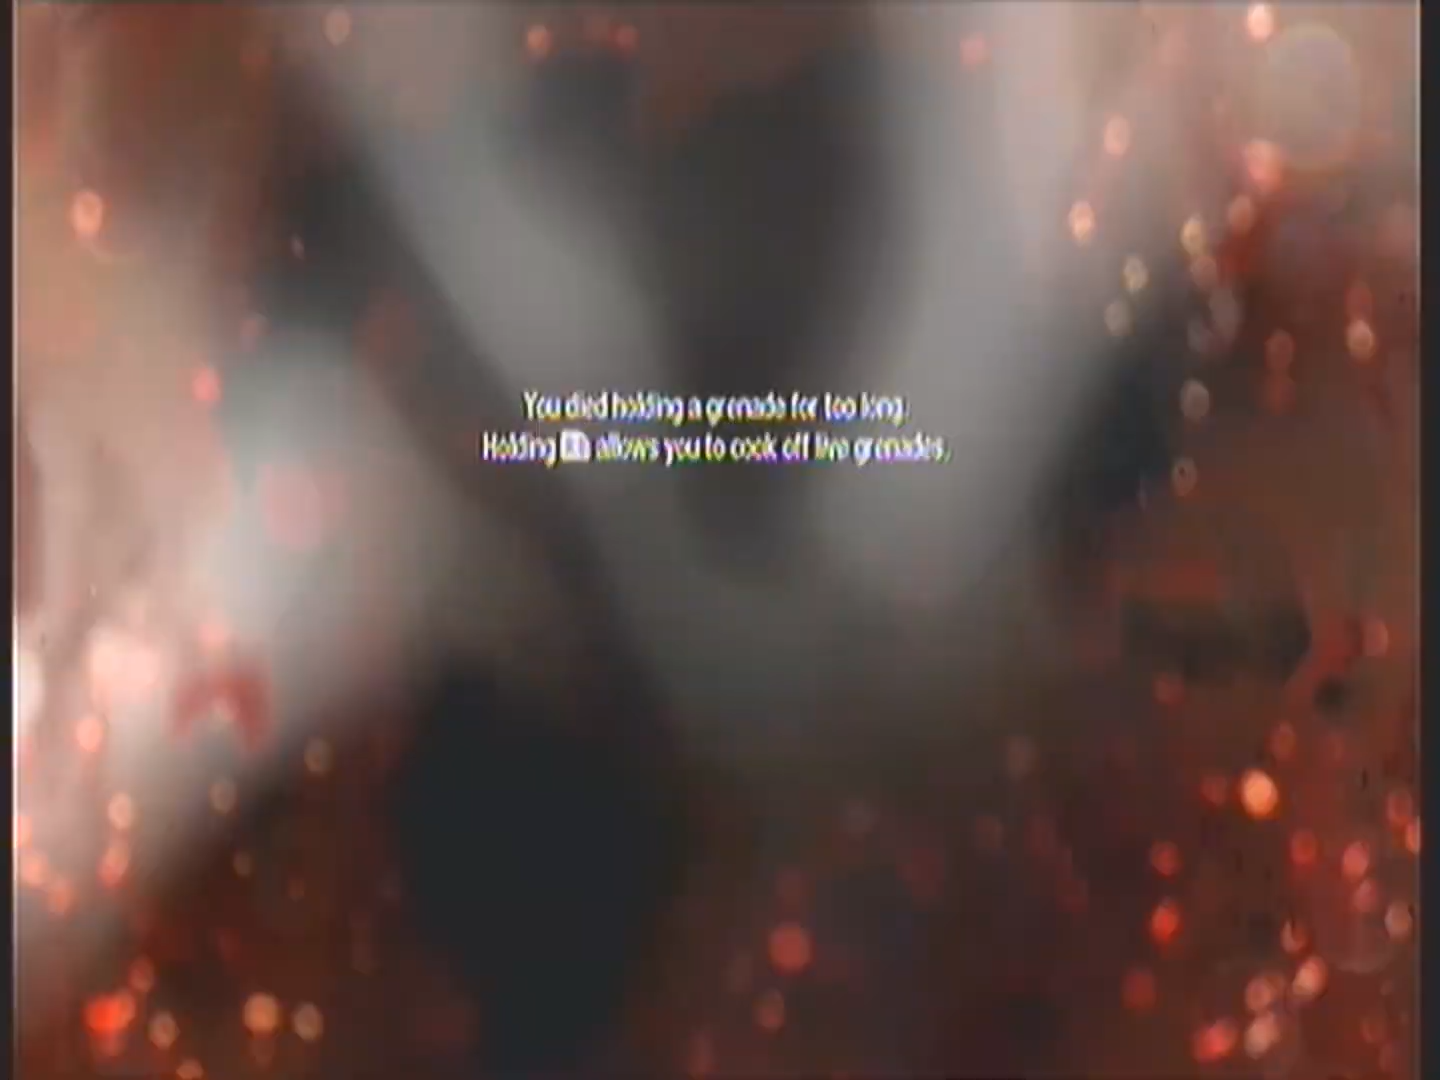 You died holding a grenade for too long.
Holding allows you to cook off live grenades.